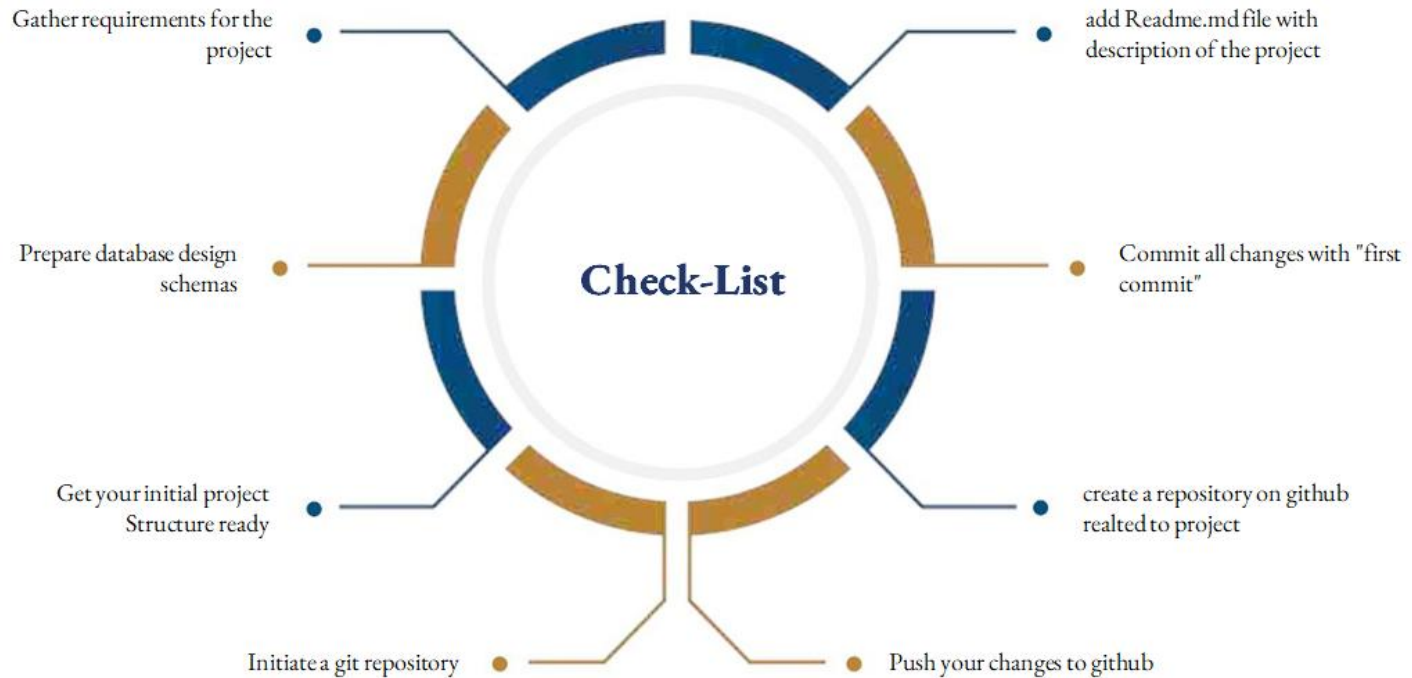 Gather requirements for the
project
add Readme.md file with
description of the project
Prepare database design
schemas
Check-List
Commit all changes with "first
commit"
Get your initial project
Structure ready
create a repository on github
realted to project
Initiate a git repository
Push your changes to github